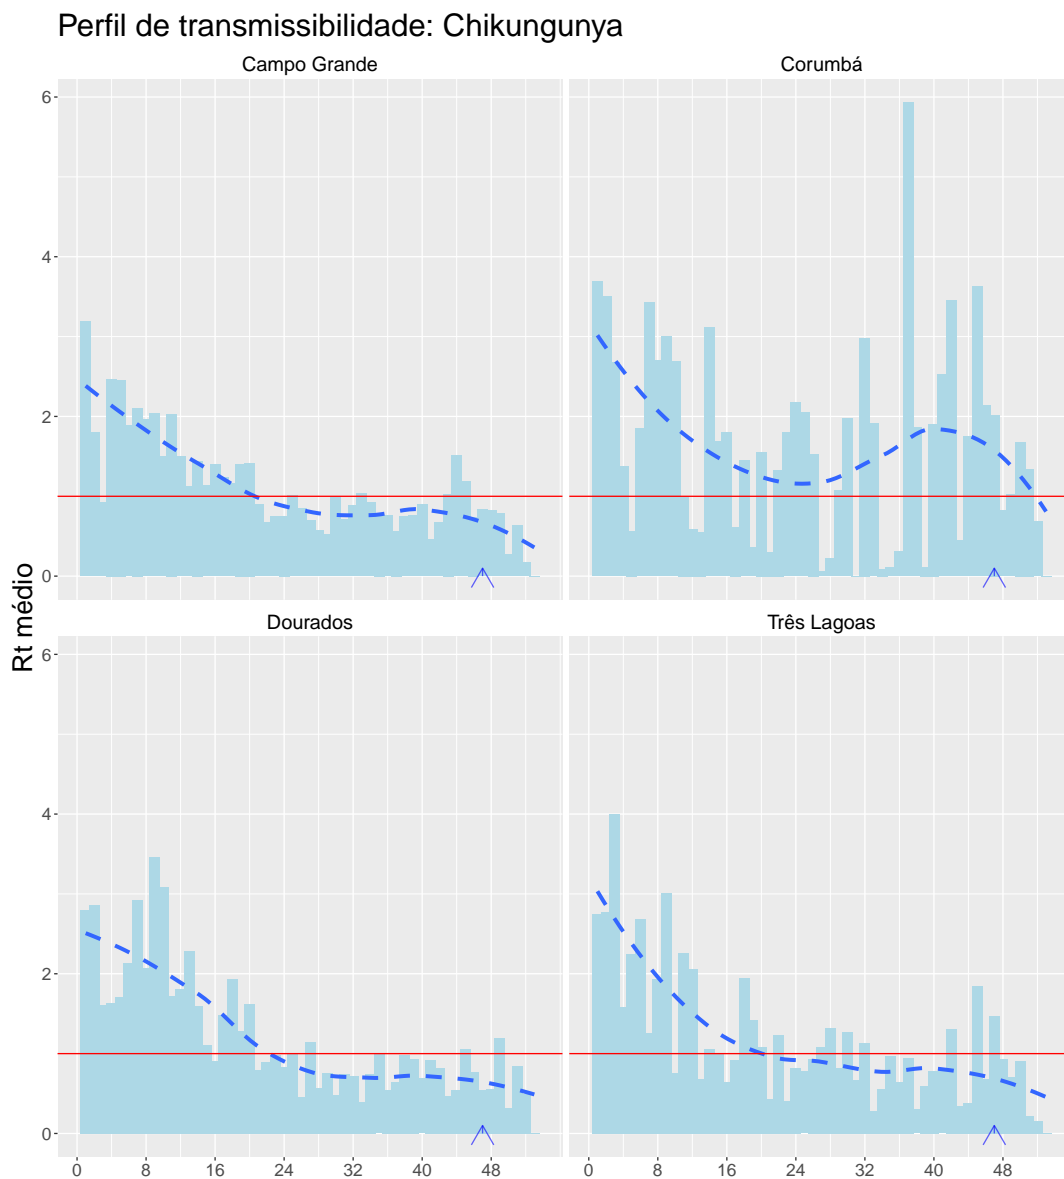 Perfil de transmissibilidade: Chikungunya
Campo Grande
Corumbá
6
4
2
0
Rt médio
Dourados
Três Lagoas
6
4
2
0
0 8 16 24 32 40 48
0 8 16 24 32 40 48